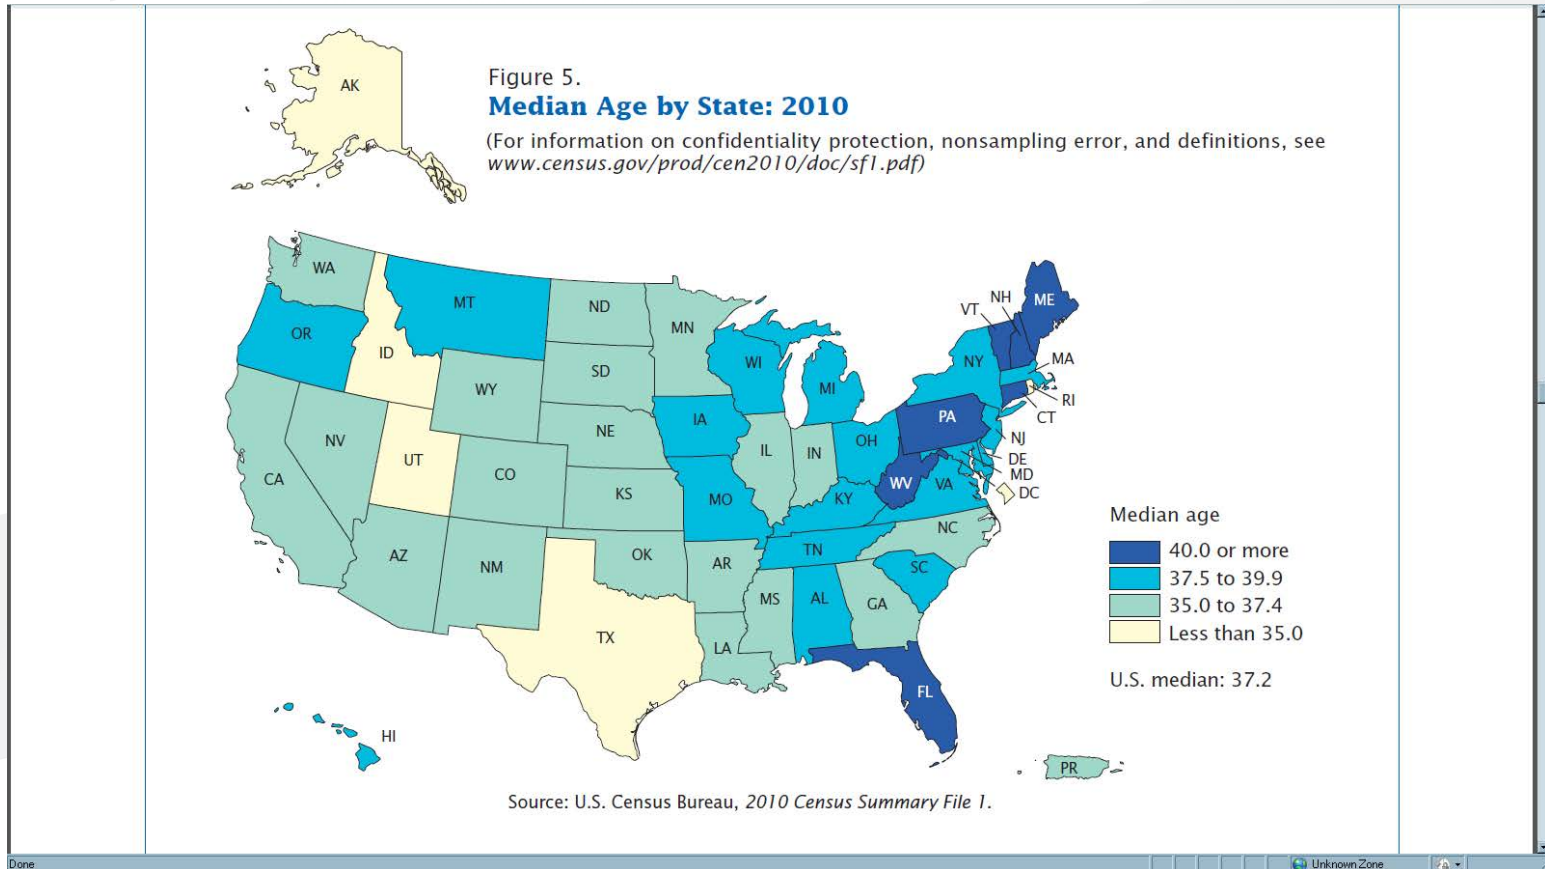 AK
Figure 5.
Median Age by State: 2010
(For information on confidentiality protection, nonsampling error, and definitions, see
www.census.gov/prod/cen2010/doc/sf1.pdf)
WA
MT
ND
MN
OR
ID
WY
SD
WI
MI
VT
NH
ME
NY
MA
RI
CT
PA
NJ
DE
MD
DC
NV
UT
CA
CO
NE
IA
IL
IN
OH
WV
VA
KS
MO
KY
NC
AZ
NM
OK
AR
TN
SC
MS
AL
GA
TX
LA
FL
HI
PR
Median age
40.0 or more
37.5 to 39.9
35.0 to 37.4
Less than 35.0
U.S. median: 37.2
Source: U.S. Census Bureau, 2010 Census Summary File 1.
Done
Unknown Zone